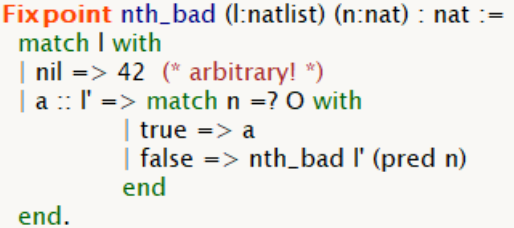 Fixpoint nth_bad (l:natlist) (n:nat) : nat :=
match l with
| nil => 42 (* arbitrary! *)
| a :: l' => match n =? O with
| true => a
| false => nth_bad l' (pred n)
end
end.